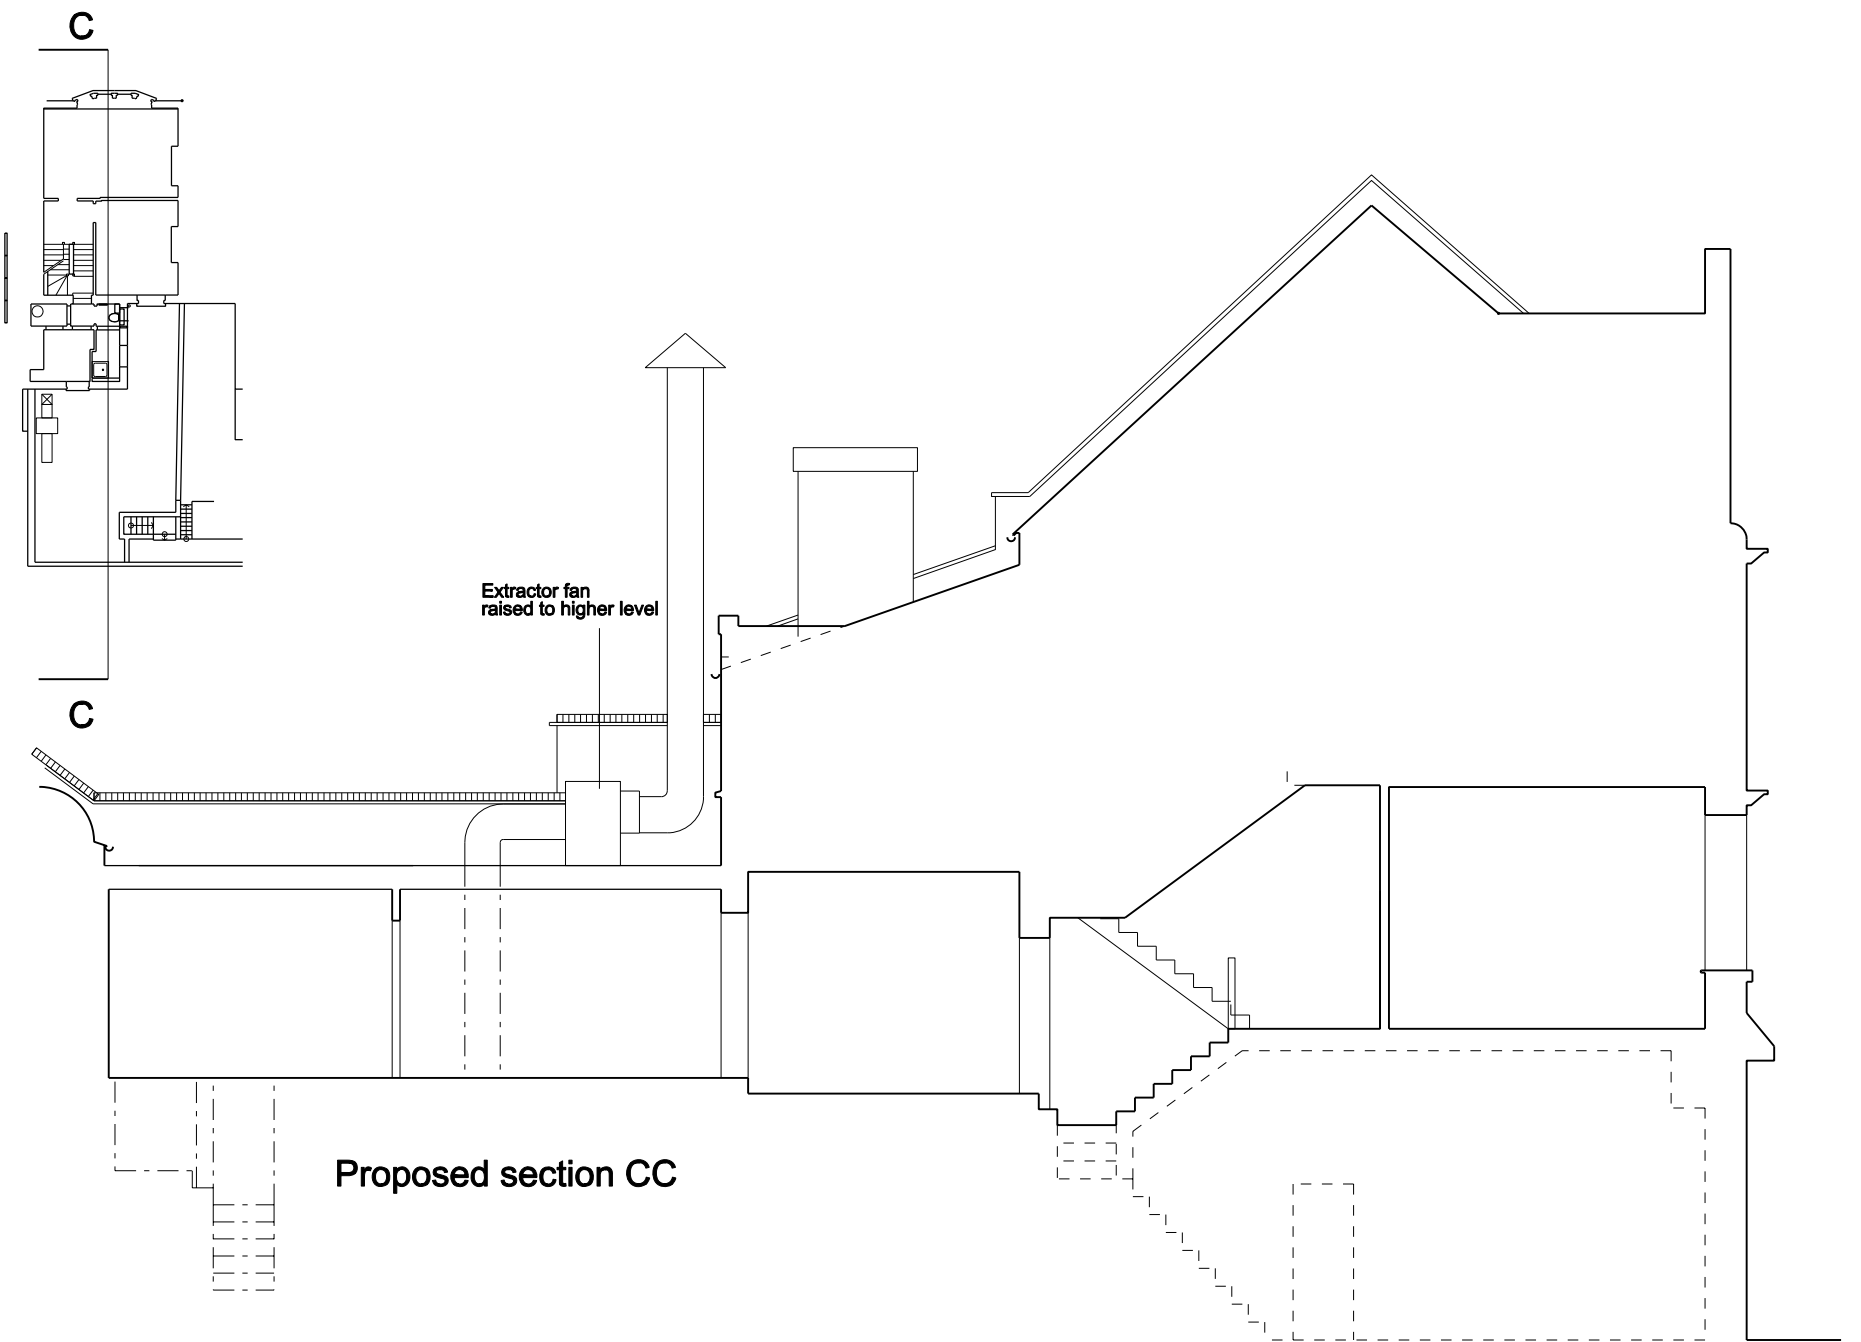 C
Extractor fan
raised to higher level
C
Proposed section CC